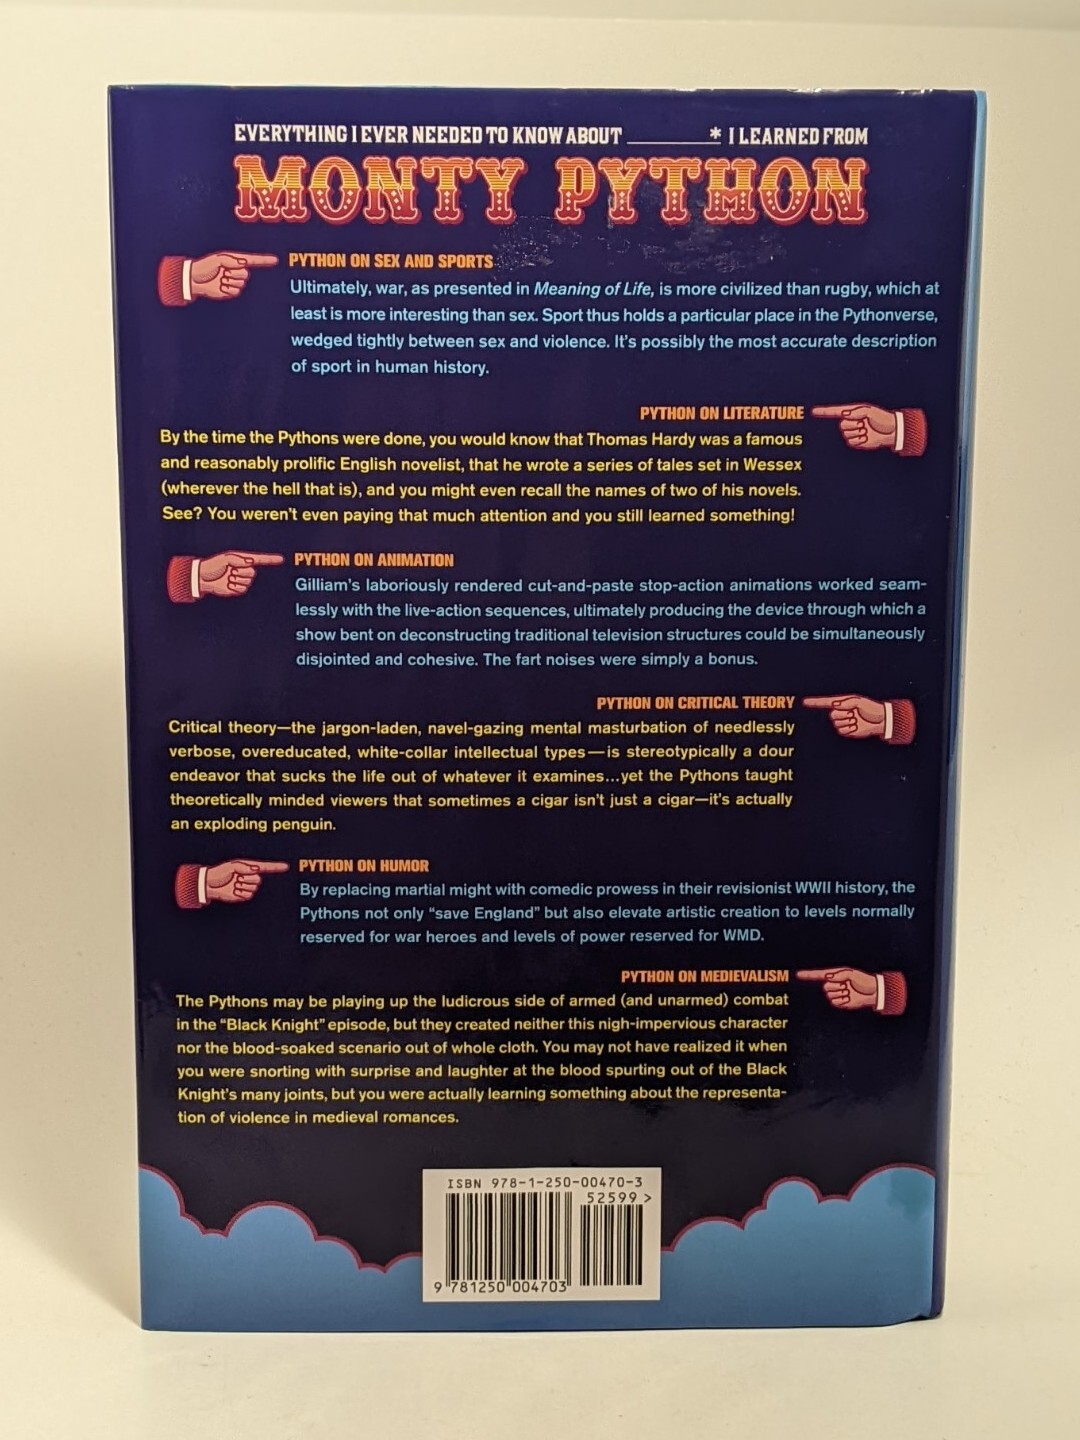 EVERYTHING I EVER NEEDED TO KNOW ABOUT ________* I LEARNED FROM
MONTY PYTHON
PYTHON ON SEX AND SPORTS
Ultimately, war, as presented in Meaning of Life, is more civilized than rugby, which at
least is more interesting than sex. Sport thus holds a particular place in the Pythonverse,
wedged tightly between sex and violence. It's possibly the most accurate description
of sport in human history.
PYTHON ON LITERATURE
By the time the Pythons were done, you would know that Thomas Hardy was a famous
and reasonably prolific English novelist, that he wrote a series of tales set in Wessex
(wherever the hell that is), and you might even recall the names of two of his novels.
See? You weren't even paying that much attention and you still learned something!
PYTHON ON ANIMATION
Gilliam's laboriously rendered cut-and-paste stop-action animations worked seam-
lessly with the live-action sequences, ultimately producing the device through which a
show bent on deconstructing traditional television structures could be simultaneously
disjointed and cohesive. The fart noises were simply a bonus.
PYTHON ON CRITICAL THEORY
Critical theory—the jargon-laden, navel-gazing mental masturbation of needlessly
verbose, overeducated, white-collar intellectual types—is stereotypically a dour
endeavor that sucks the life out of whatever it examines...yet the Pythons taught
theoretically minded viewers that sometimes a cigar isn't just a cigar—it's actually
an exploding penguin.
PYTHON ON HUMOR
By replacing martial might with comedic prowess in their revisionist WWII history, the
Pythons not only "save England" but also elevate artistic creation to levels normally
reserved for war heroes and levels of power reserved for WMD.
PYTHON ON MEDIEVALISM
The Pythons may be playing up the ludicrous side of armed (and unarmed) combat
in the "Black Knight" episode, but they created neither this nigh-impervious character
nor the blood-soaked scenario out of whole cloth. You may not have realized it when
you were snorting with surprise and laughter at the blood spurting out of the Black
Knight's many joints, but you were actually learning something about the representa-
tion of violence in medieval romances.
ISBN 978-1-250-00470-3
52599 >
9 781250 004703